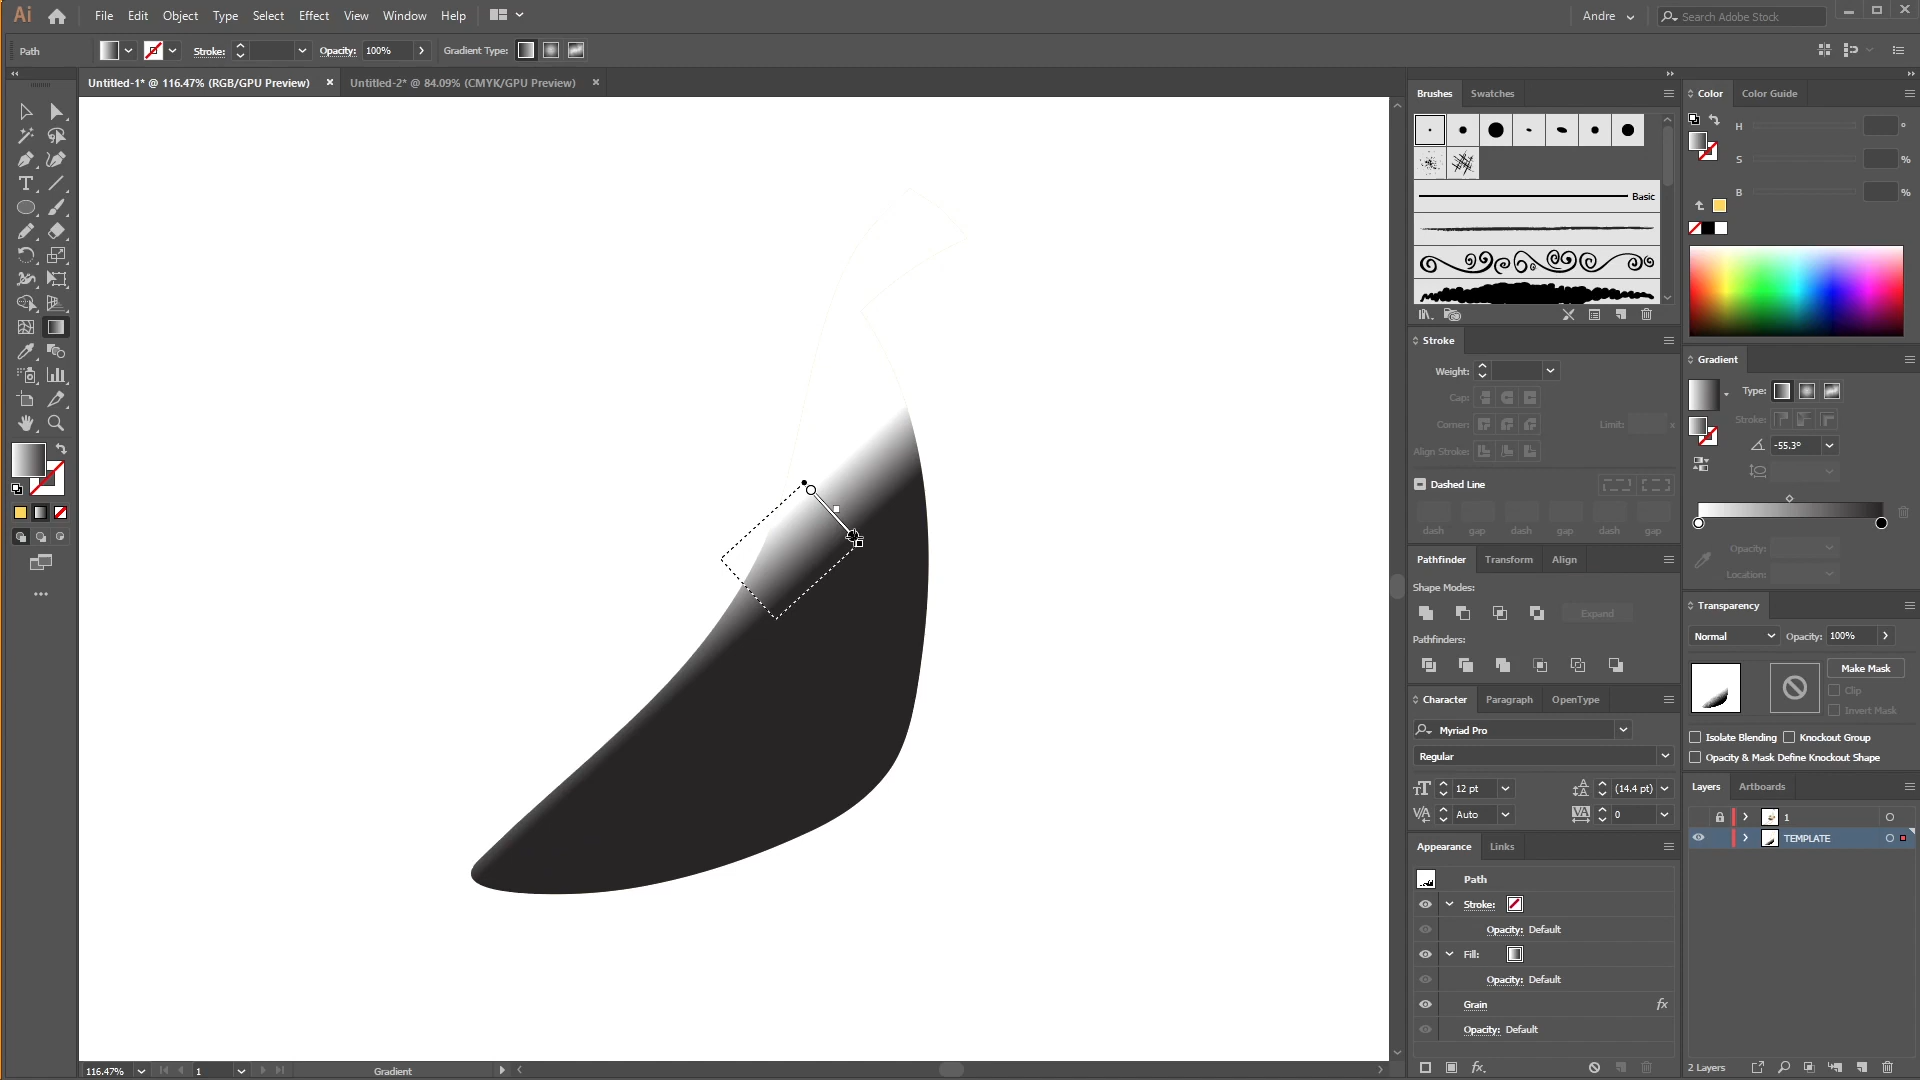 Ai File Edit Object Type Select Effect View Window Help Andre Search Adobe Stock
Path Stroke: Opacity: 100% Gradient Type:
Untitled-1* @ 116.47% (RGB/GPU Preview) × Untitled-2* @ 84.09% (CMYK/GPU Preview) ×
Brushes Swatches
Basic
Stroke
Weight:
Cap:
Corner: Limit: x
Align Stroke:
Dashed Line
dash gap dash gap dash gap
Pathfinder Transform Align
Shape Modes:
Expand
Pathfinders:
Character Paragraph OpenType
Myriad Pro
Regular
12 pt (14.4 pt)
Auto 0
Appearance Links
Path
Stroke:
Opacity: Default
Fill:
Opacity: Default
Grain fx
Opacity: Default
fx
Color Color Guide
H °
S %
B %
Gradient
Type:
Stroke:
-55.3°
Opacity:
Location:
Transparency
Normal Opacity: 100%
Make Mask
Clip
Invert Mask
Isolate Blending Knockout Group
Opacity & Mask Define Knockout Shape
Layers Artboards
1
TEMPLATE
2 Layers
116.47% 1 Gradient